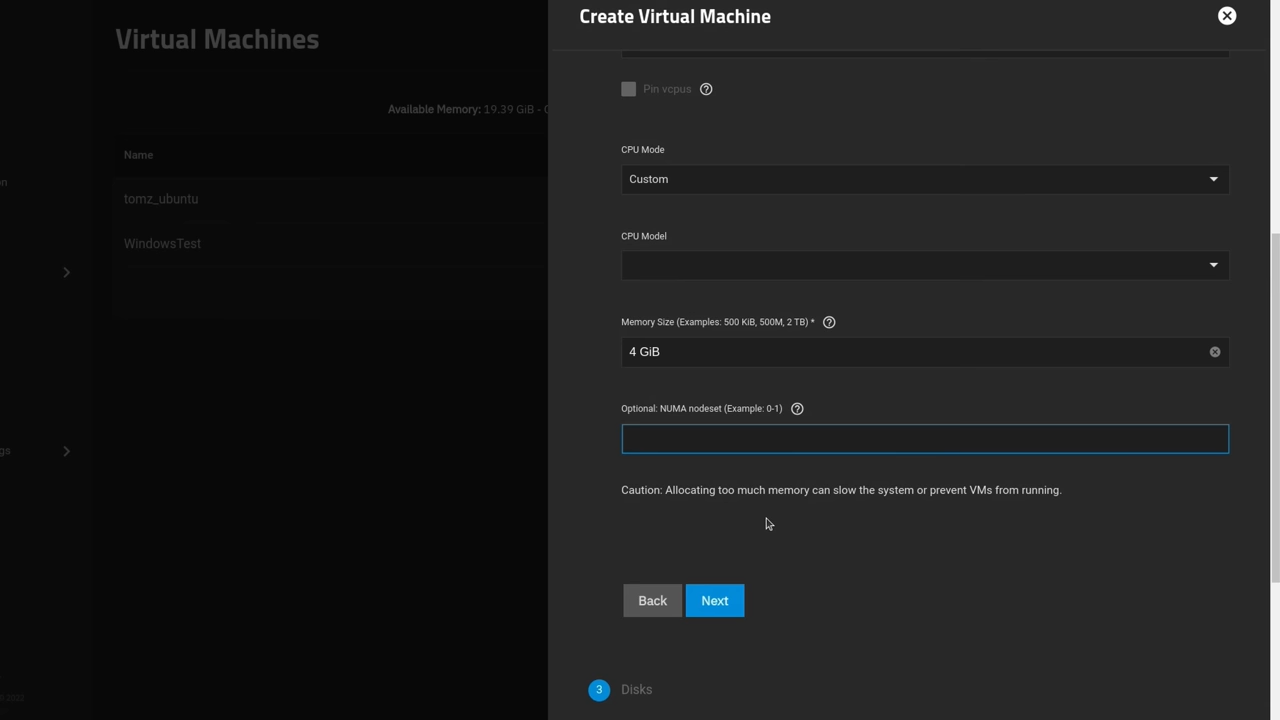 Create Virtual Machine
Virtual Machines
Pin vcpus
Available Memory: 19.39 GiB -
CPU Mode
Name
Custom
on
tomz_ubuntu
CPU Model
WindowsTest
Memory Size (Examples: 500 KiB, 500M, 2 TB) *
4 GiB
Optional: NUMA nodeset (Example: 0-1)
gs
Caution: Allocating too much memory can slow the system or prevent VMs from running.
Back
Next
3
Disks